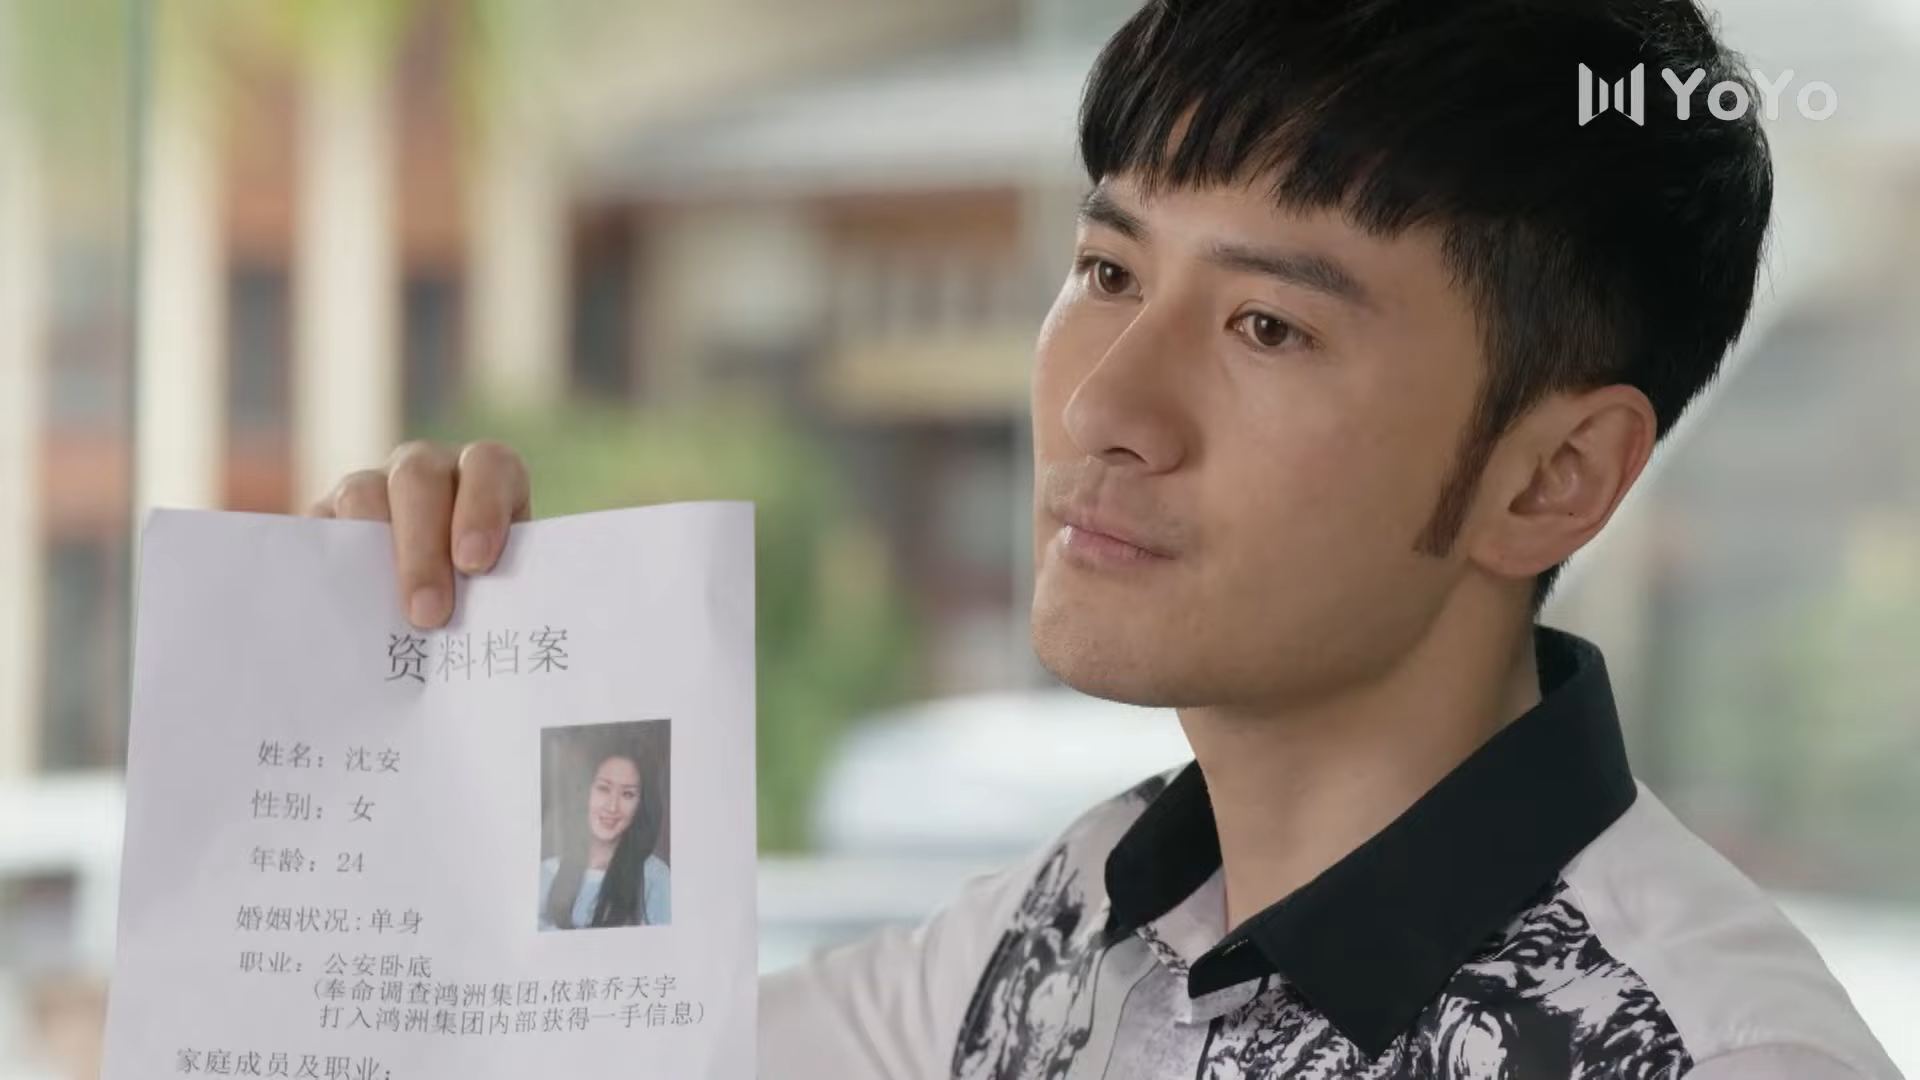 YoYo
资料档案
姓名：沈安
性别：女
年龄：24
婚姻状况：单身
职业：公安卧底
（奉命调查鸿洲集团，依靠乔天宇
打入鸿洲集团内部获得一手信息）
家庭成员及职业：